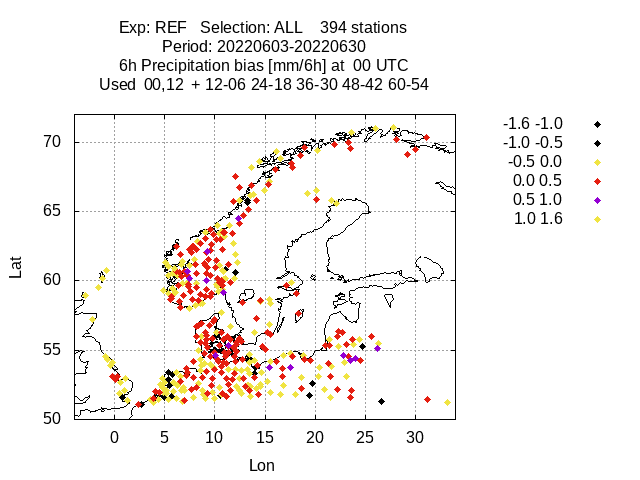 Exp: REF   Selection: ALL    394 stations
Period: 20220603-20220630
6h Precipitation bias [mm/6h] at  00 UTC
Used  00,12  + 12-06 24-18 36-30 48-42 60-54
-1.6 -1.0
-1.0 -0.5
-0.5 0.0
0.0 0.5
0.5 1.0
1.0 1.6
70
65
60
55
50
Lat
0 5 10 15 20 25 30
Lon